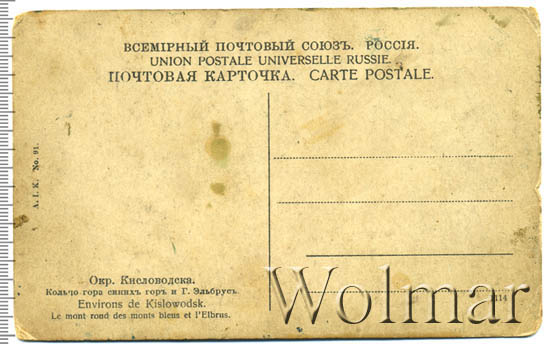 ВСЕМІРНЫЙ ПОЧТОВЫЙ СОЮЗЪ. РОССІЯ.
UNION POSTALE UNIVERSELLE RUSSIE.
ПОЧТОВАЯ КАРТОЧКА. CARTE POSTALE.
A. I. K. No. 91.
Окр. Кисловодска.
Кольчо гора синихъ горъ и Г. Эльбрусъ.
Environs de Kislowodsk.
Le mont rond des monts bleus et l'Elbrus.
Wolmar